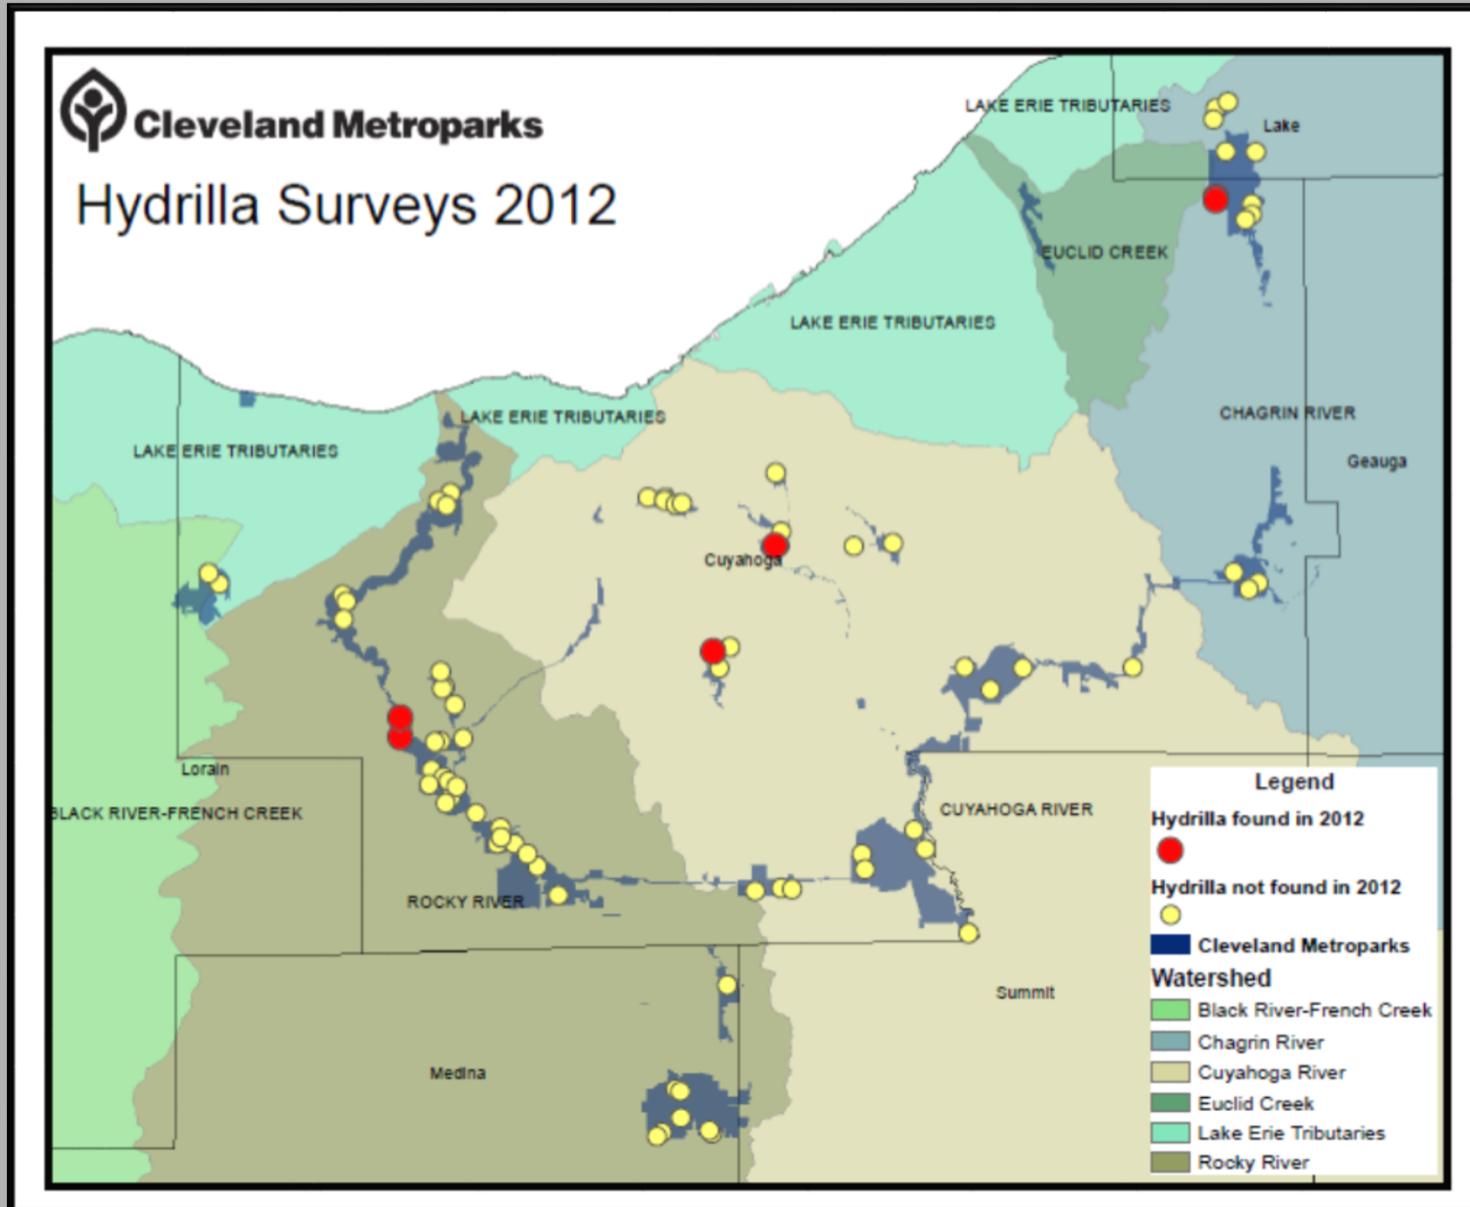 Cleveland Metroparks
Hydrilla Surveys 2012
LAKE ERIE TRIBUTARIES
Lake
EUCLID CREEK
LAKE ERIE TRIBUTARIES
CHAGRIN RIVER
LAKE ERIE TRIBUTARIES
LAKE ERIE TRIBUTARIES
Geauga
Cuyahoga
Lorain
BLACK RIVER-FRENCH CREEK
CUYAHOGA RIVER
ROCKY RIVER
Summit
Medina
Legend
Hydrilla found in 2012
Hydrilla not found in 2012
Cleveland Metroparks
Watershed
Black River-French Creek
Chagrin River
Cuyahoga River
Euclid Creek
Lake Erie Tributaries
Rocky River